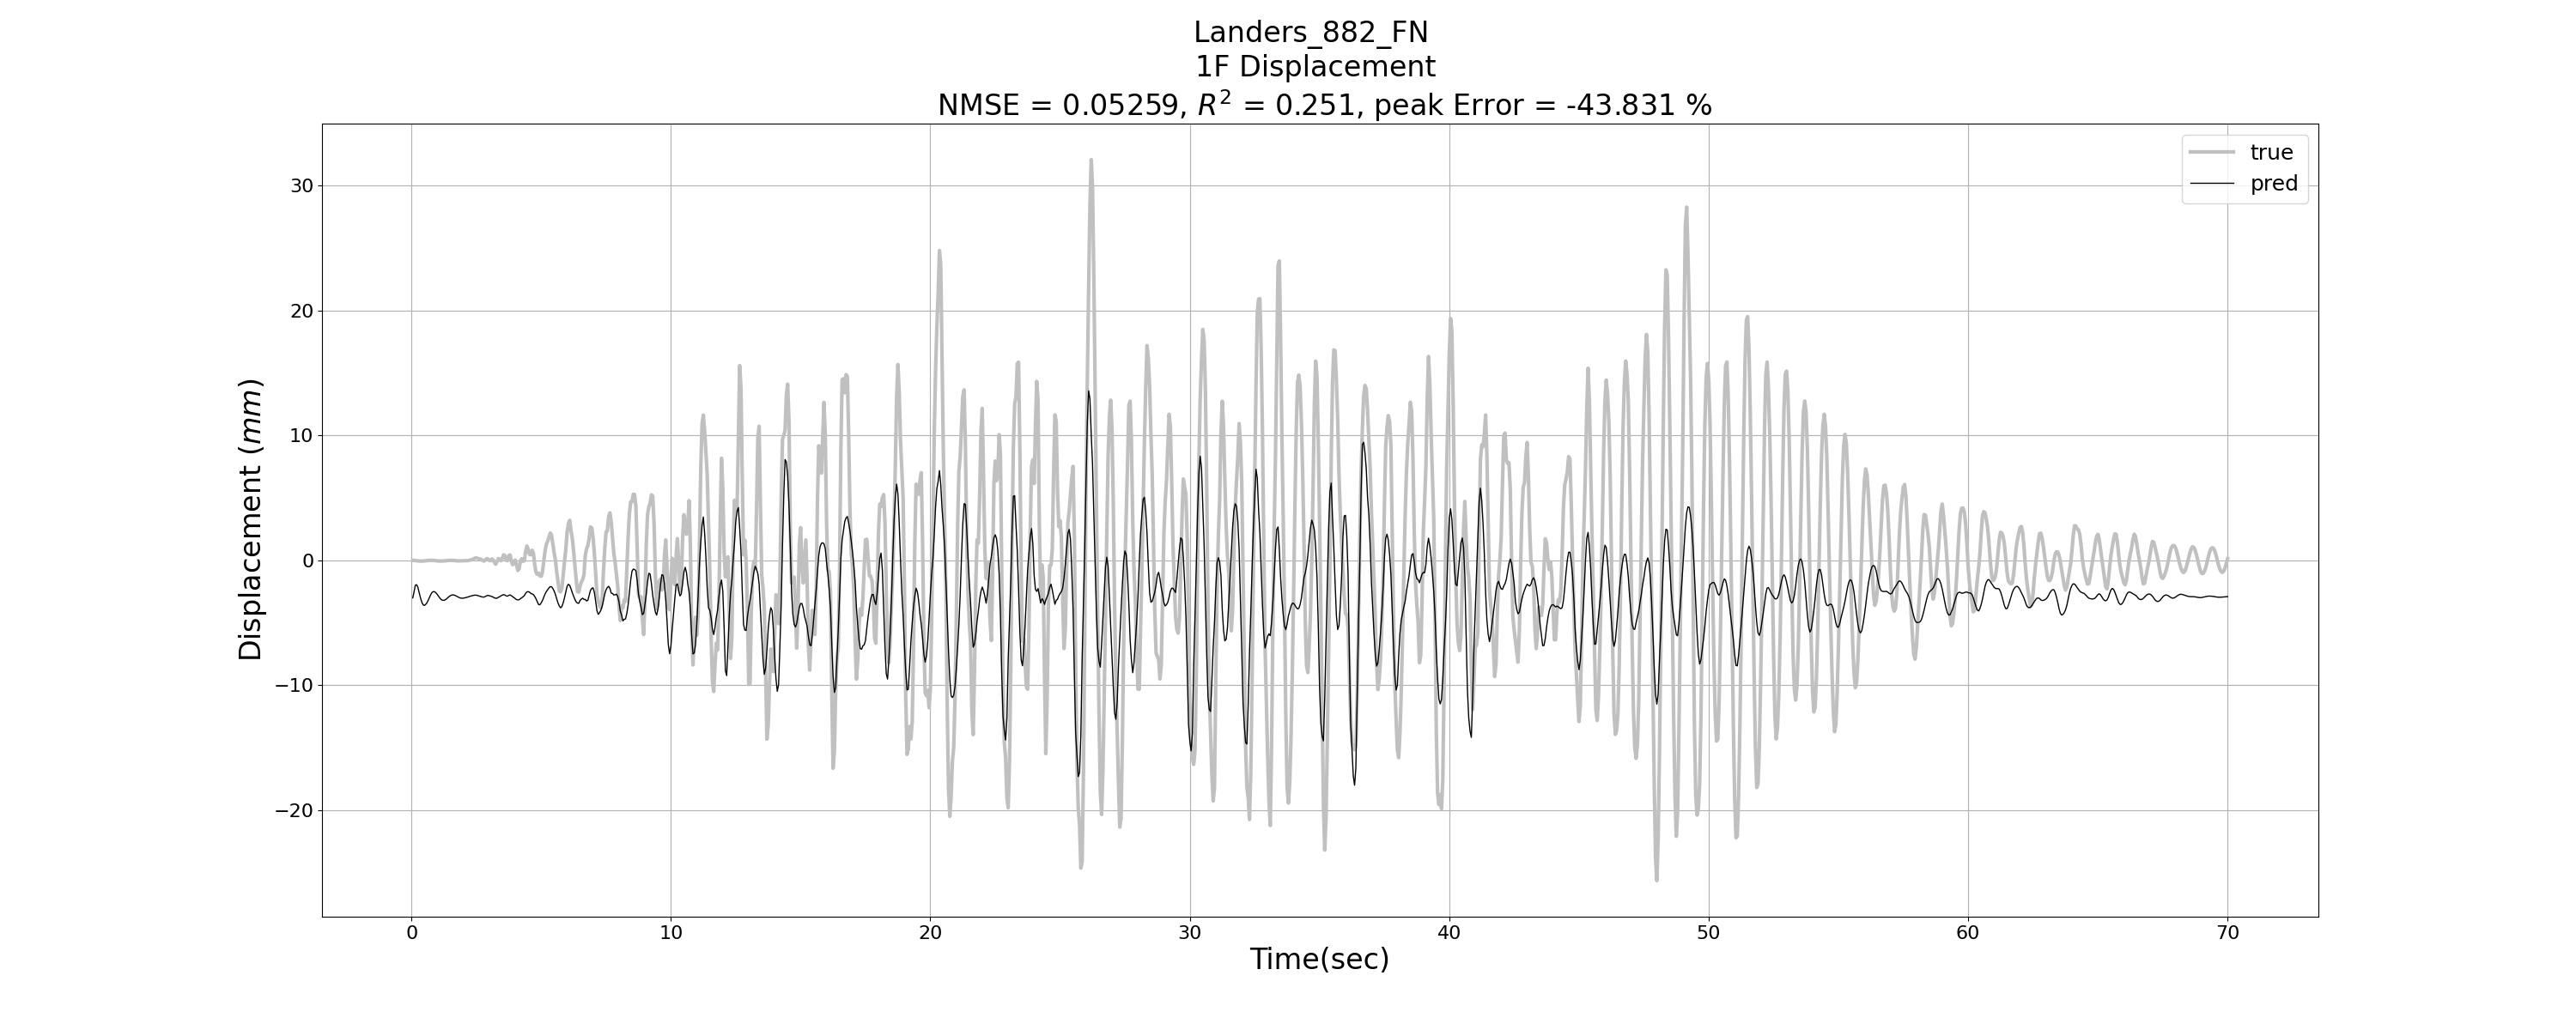 Landers_882_FN
1F Displacement
NMSE = 0.05259, R² = 0.251, peak Error = -43.831 %
true
pred
Displacement (mm)
30
20
10
0
−10
−20
0 10 20 30 40 50 60 70
Time(sec)